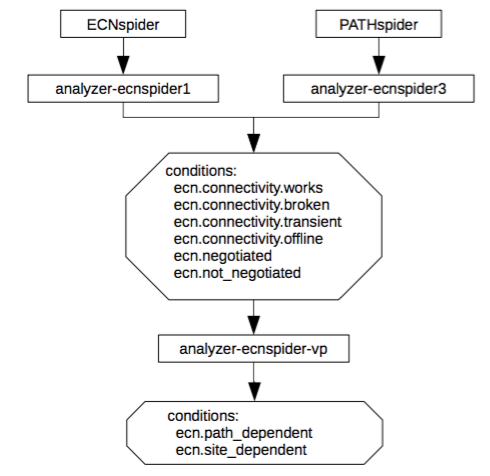 ECNspider
PATHspider
analyzer-ecnspider1
analyzer-ecnspider3
conditions:
ecn.connectivity.works
ecn.connectivity.broken
ecn.connectivity.transient
ecn.connectivity.offline
ecn.negotiated
ecn.not_negotiated
analyzer-ecnspider-vp
conditions:
ecn.path_dependent
ecn.site_dependent